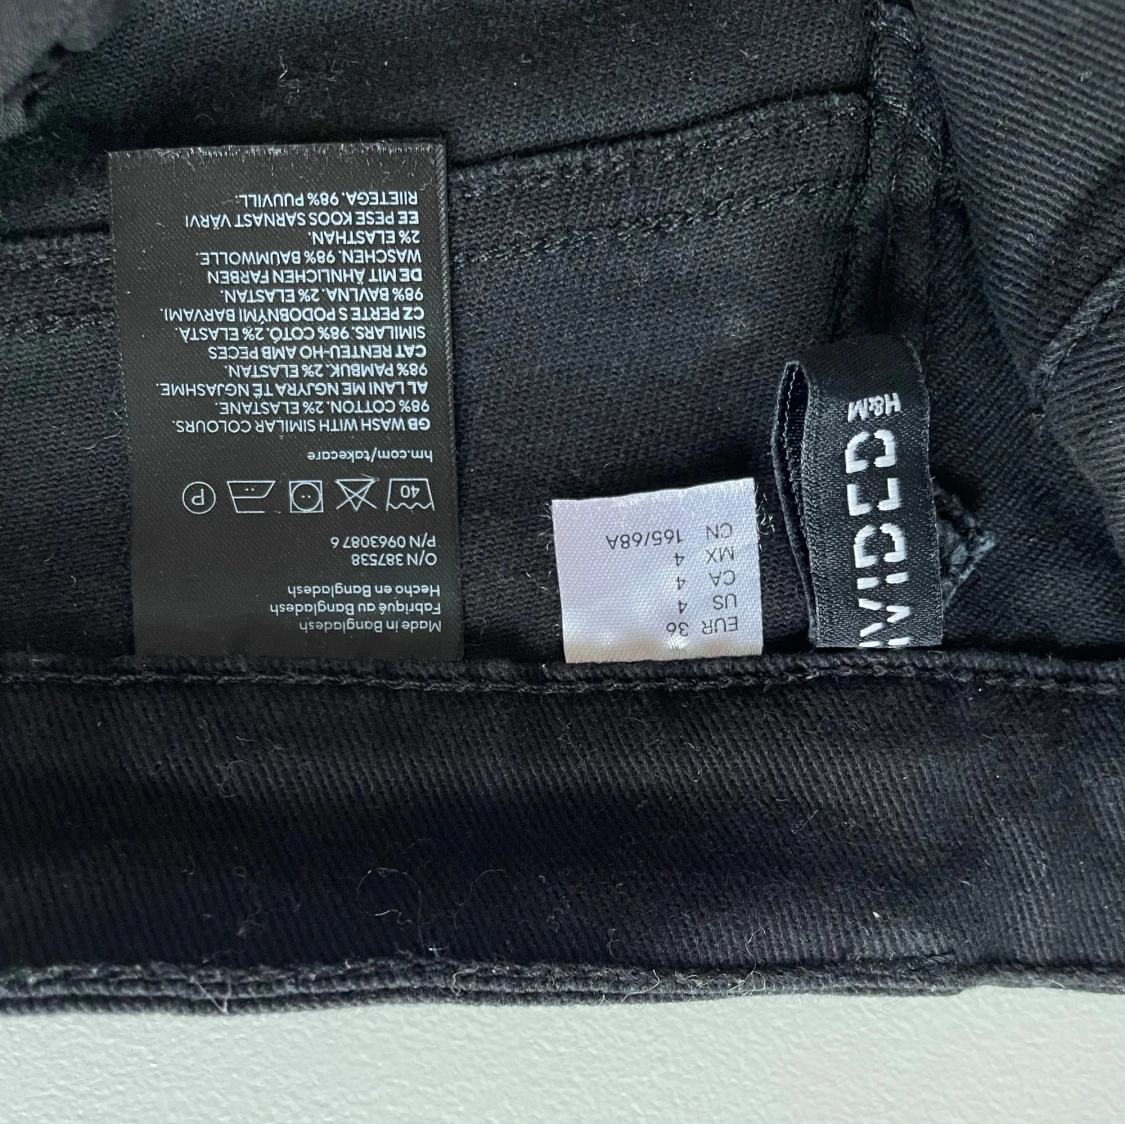 VIDED
H&M
EUR 36
US 4
CA 4
MX 4
CN 165/68A
Made in Bangladesh
Fabriqué au Bangladesh
Hecho en Bangladesh
O/N 387538
P/N 0963087 6
40 P
hm.com/takecare
GB WASH WITH SIMILAR COLOURS.
98% COTTON. 2% ELASTANE.
AL LANI ME NGJYRA TË NGJASHME.
98% PAMBUK. 2% ELASTAN.
CAT RENTEU-HO AMB PECES
SIMILARS. 98% COTÓ. 2% ELASTÀ.
CZ PERTE S PODOBNÝMI BARVAMI.
98% BAVLNA. 2% ELASTAN.
DE MIT ÄHNLICHEN FARBEN
WASCHEN. 98% BAUMWOLLE.
2% ELASTHAN.
EE PESE KOOS SARNAST VÄRVI
RIIETEGA. 98% PUUVILL.